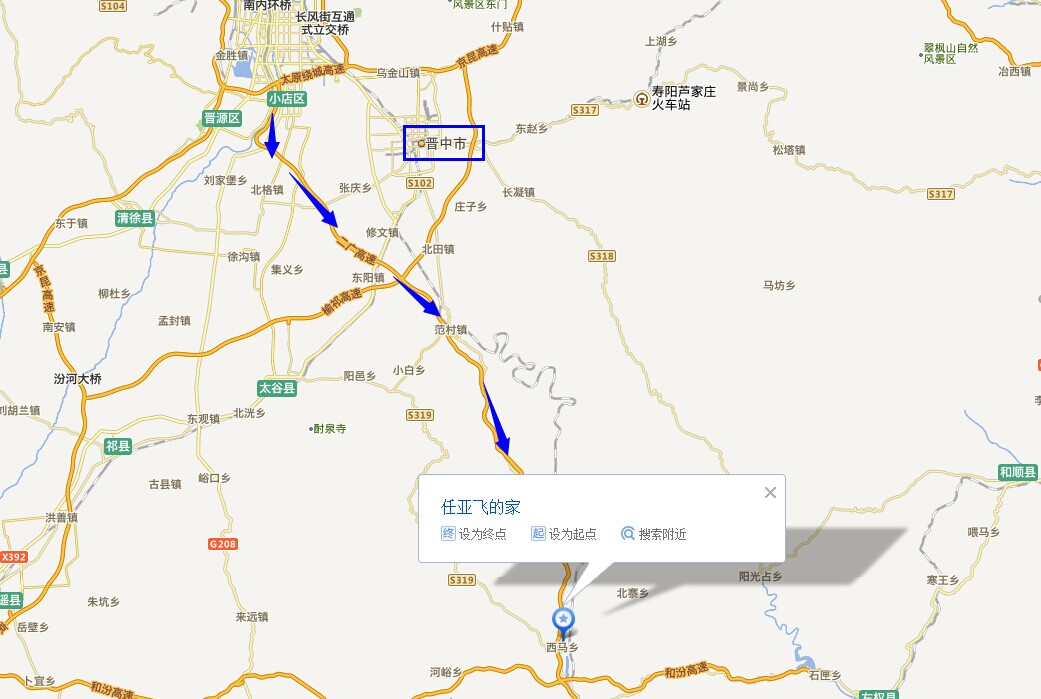 S104
南内环桥
长风街互通
式立交桥
风景区东门
什贴镇
上湖乡
翠枫山自然
风景区
冶西镇
金胜镇
太原绕城高速
乌金山镇
京昆高速
景尚乡
小店区
寿阳芦家庄
火车站
S317
晋源区
东赵乡
晋中市
松塔镇
刘家堡乡
北格镇
张庆乡
S102
长凝镇
S317
庄子乡
清徐县
东于镇
修文镇
二广高速
北田镇
徐沟镇
集义乡
东阳镇
S318
县
京昆高速
柳杜乡
榆祁高速
马坊乡
南安镇
孟封镇
范村镇
汾河大桥
阳邑乡
小白乡
太谷县
刘胡兰镇
北洸乡
东观镇
S319
酎泉寺
祁县
和顺县
古县镇
峪口乡
任亚飞的家
终 设为终点
起 设为起点
搜索附近
洪善镇
G208
喂马乡
X392
S319
阳光占乡
寒王乡
北寨乡
遥县
朱坑乡
来远镇
岳壁乡
西马乡
河峪乡
和汾高速
石匣乡
卜宜乡
和汾高速
左权县